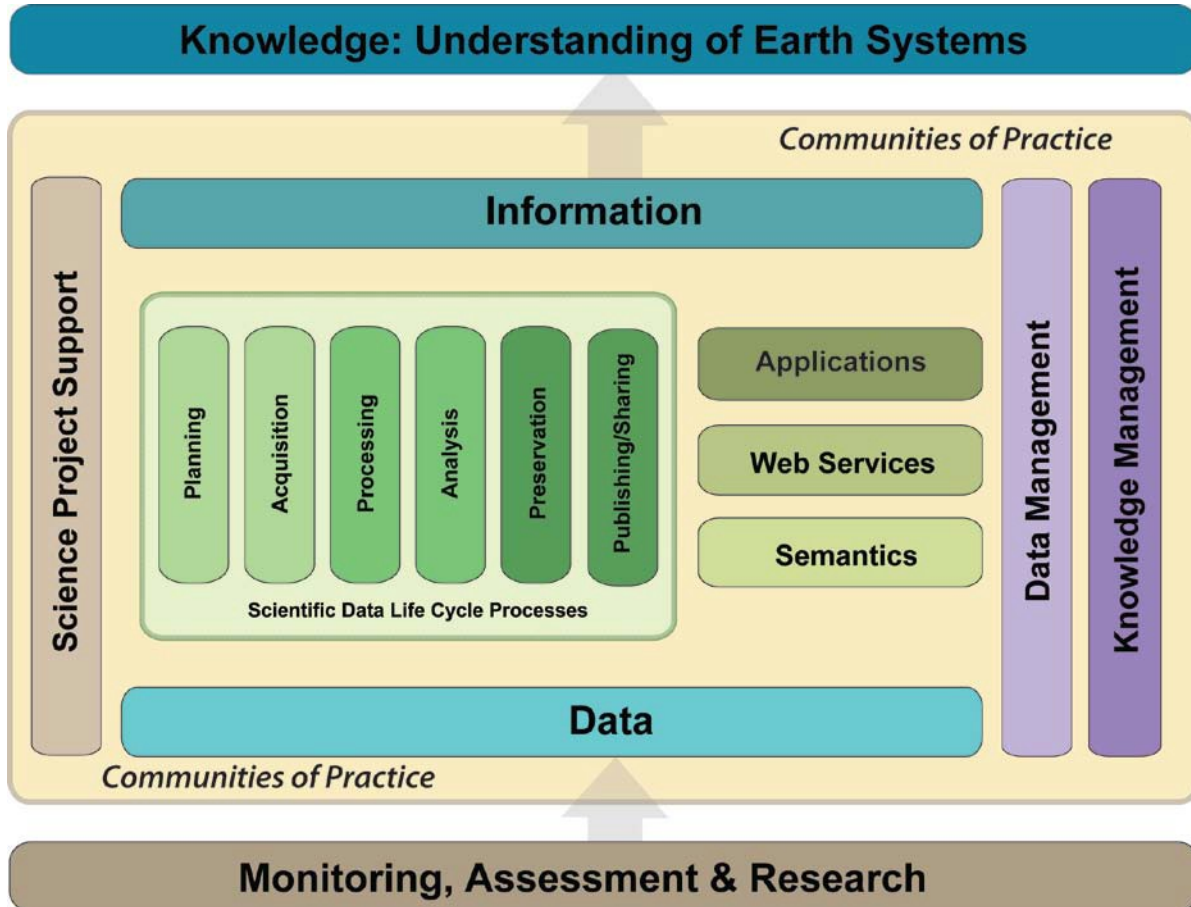 Knowledge: Understanding of Earth Systems
Communities of Practice
Science Project Support
Information
Planning
Acquisition
Processing
Analysis
Preservation
Publishing/Sharing
Scientific Data Life Cycle Processes
Applications
Web Services
Semantics
Data Management
Knowledge Management
Data
Communities of Practice
Monitoring, Assessment & Research